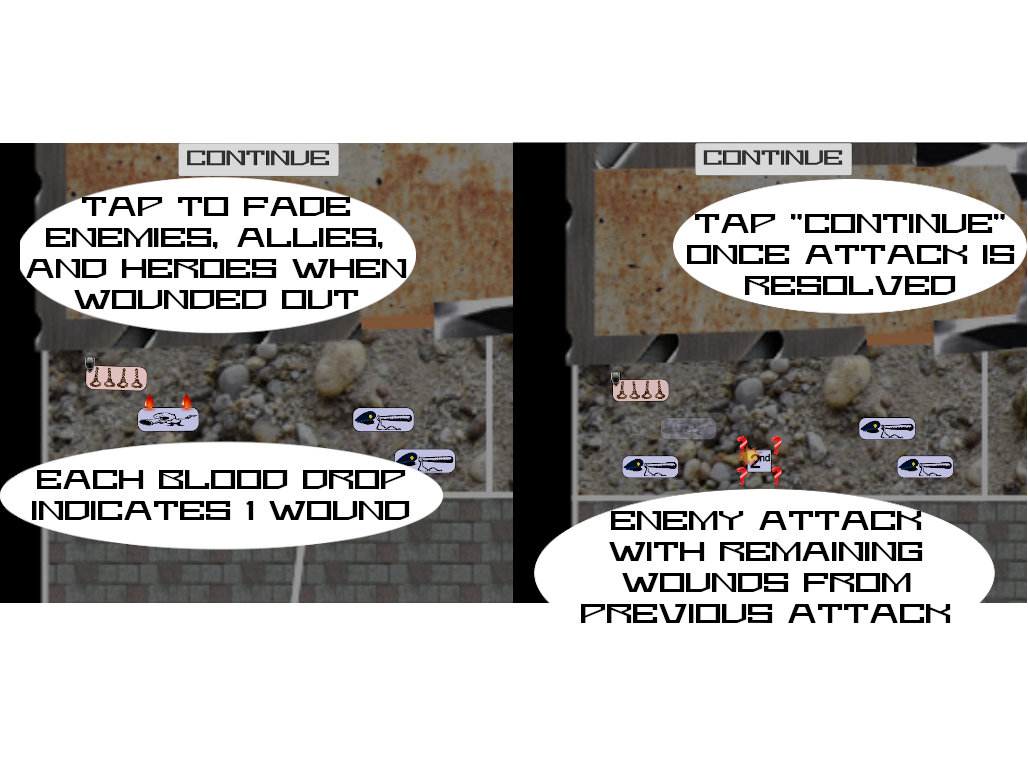 CONTINUE
TAP TO FADE
ENEMIES, ALLIES,
AND HEROES WHEN
WOUNDED OUT
EACH BLOOD DROP
INDICATES 1 WOUND
CONTINUE
TAP "CONTINUE"
ONCE ATTACK IS
RESOLVED
2nd
ENEMY ATTACK
WITH REMAINING
WOUNDS FROM
PREVIOUS ATTACK